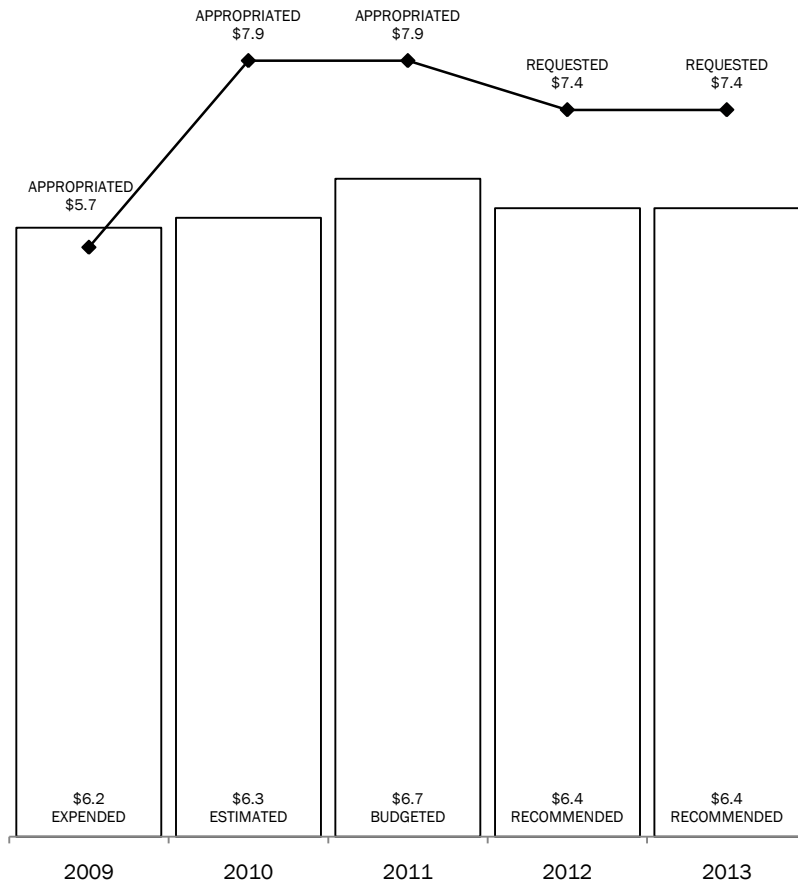 APPROPRIATED
$7.9
APPROPRIATED
$7.9
REQUESTED
$7.4
REQUESTED
$7.4
APPROPRIATED
$5.7
$6.2
EXPENDED
$6.3
ESTIMATED
$6.7
BUDGETED
$6.4
RECOMMENDED
$6.4
RECOMMENDED
2009
2010
2011
2012
2013